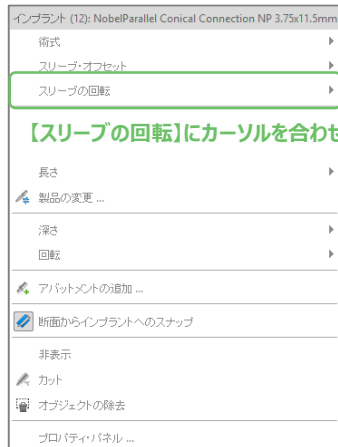 インプラント (12): NobelParallel Conical Connection NP 3.75x11.5mm
術式
スリーブ・オフセット
スリーブの回転
【スリーブの回転】にカーソルを合わせ
長さ
製品の変更 ...
深さ
回転
アバットメントの追加 ...
断面からインプラントへのスナップ
非表示
カット
オブジェクトの除去
プロパティ・パネル ...